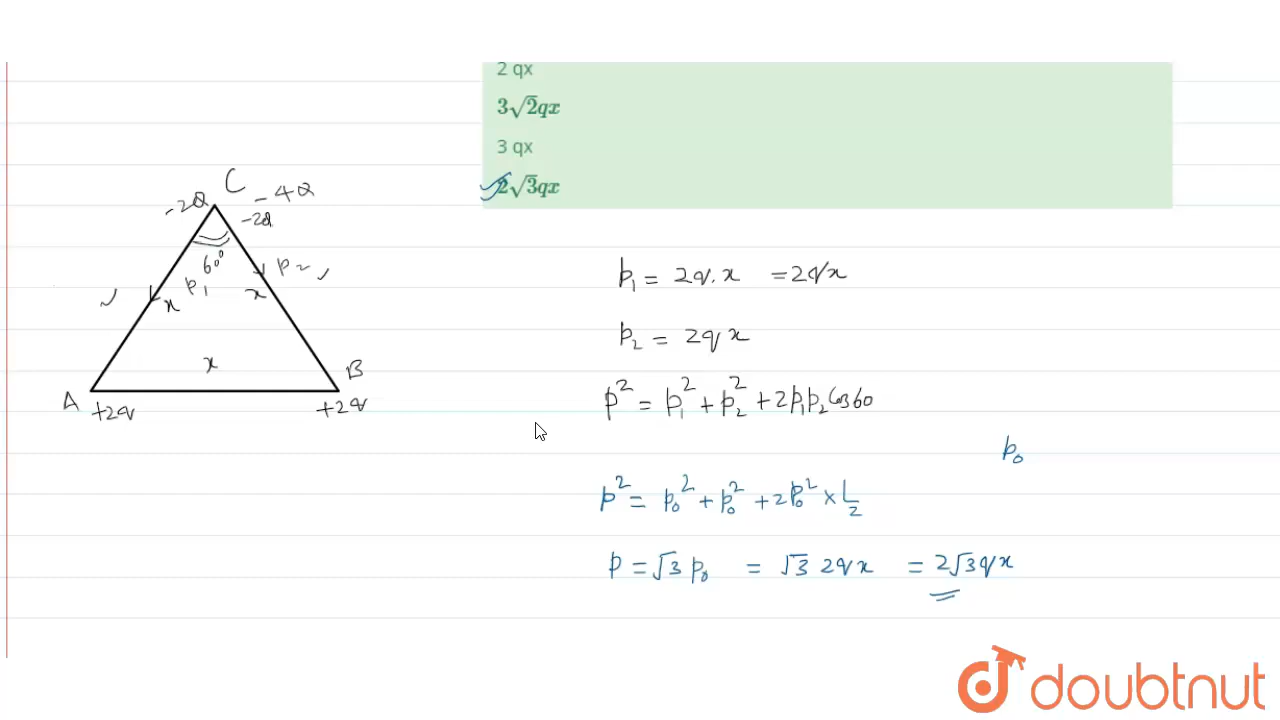 2 qx
3√2qx
3 qx
2√3qx
C
-2Q
-4Q
-2Q
60°
p₁
p₂
x
x
x
A
+2q
B
+2q
p₁ = 2q.x = 2qx
p₂ = 2qx
p² = p₁² + p₂² + 2p₁p₂ Cos60
p₀
p² = p₀² + p₀² + 2p₀² × 1/2
p = √3 p₀ = √3 2qx = 2√3qx
doubtnut